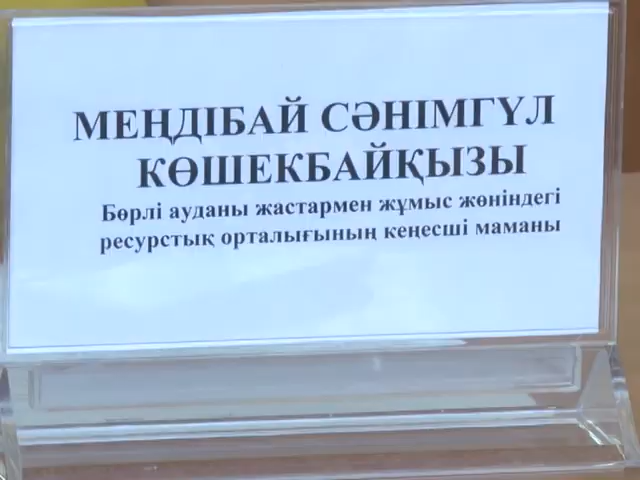 МЕҢДІБАЙ СӘНІМГҮЛ
КӨШЕКБАЙҚЫЗЫ
Бөрлі ауданы жастармен жұмыс жөніндегі
ресурстық орталығының кеңесші маманы